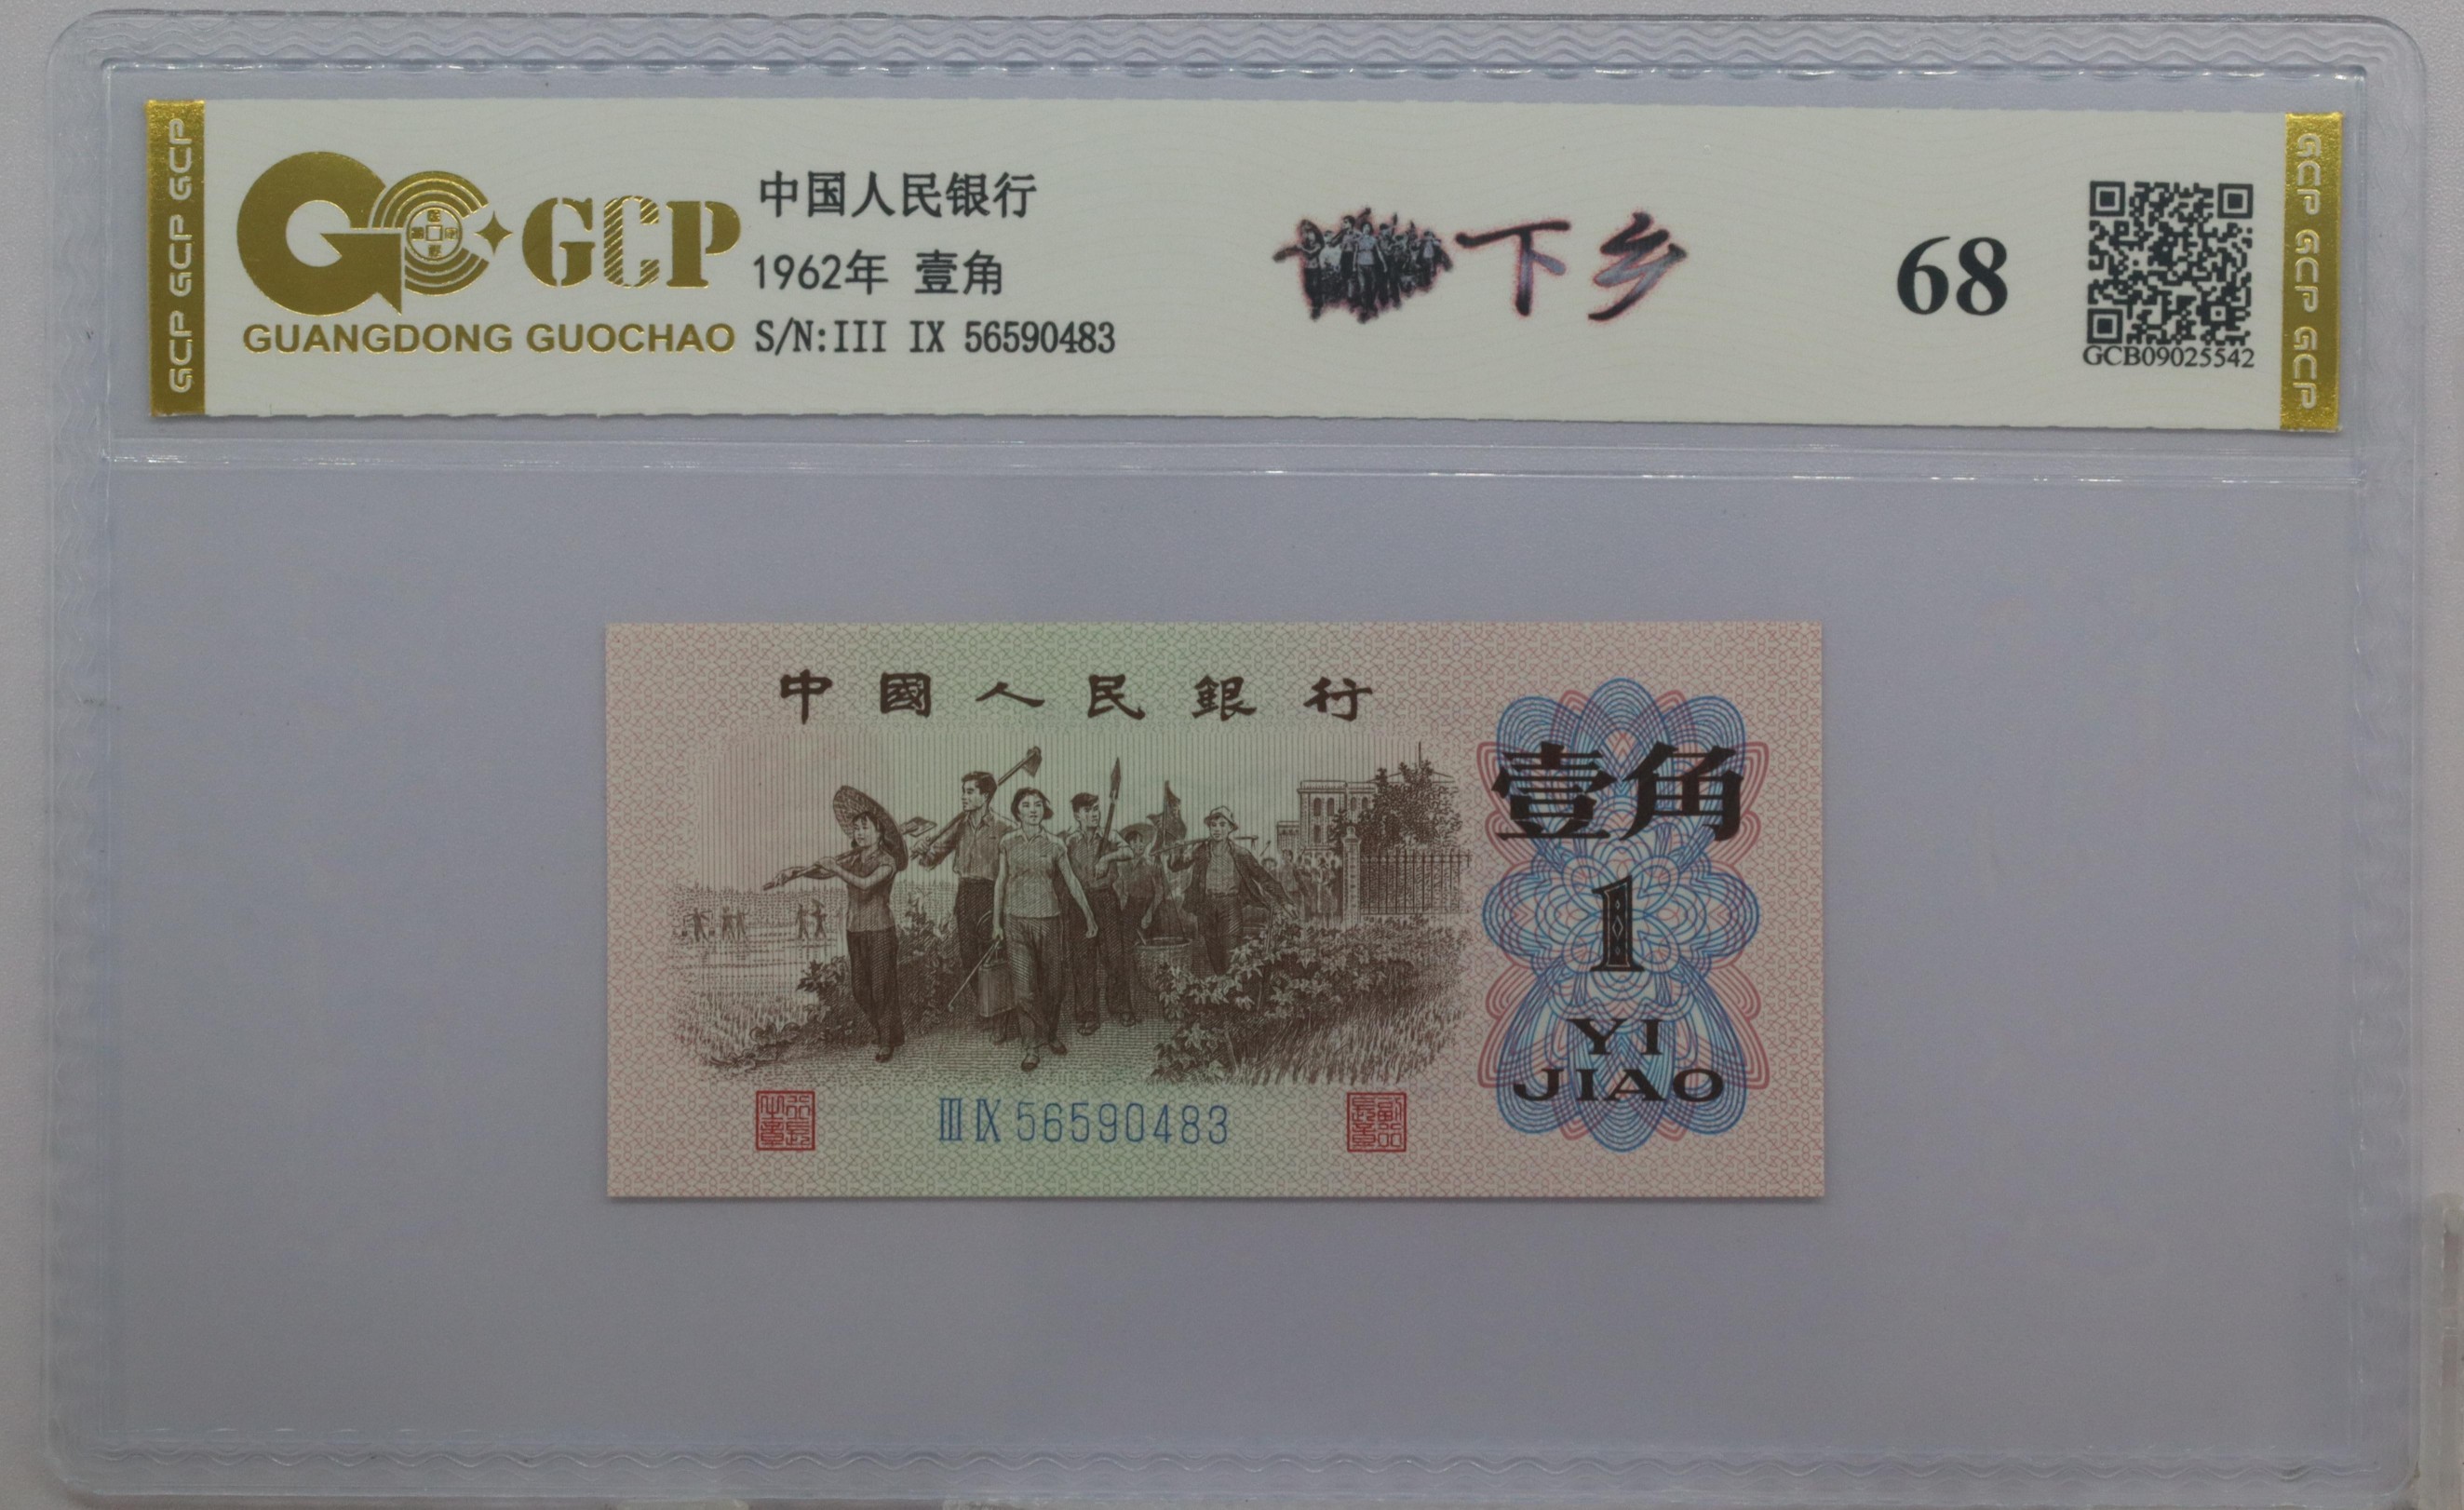 GCP GCP GCP
GCP
GUANGDONG GUOCHAO
中国人民银行
1962年 壹角
S/N:III IX 56590483
下乡
68
GCB09025542
GCP GCP GCP
中國人民銀行
壹角
1
YI
JIAO
III IX 56590483